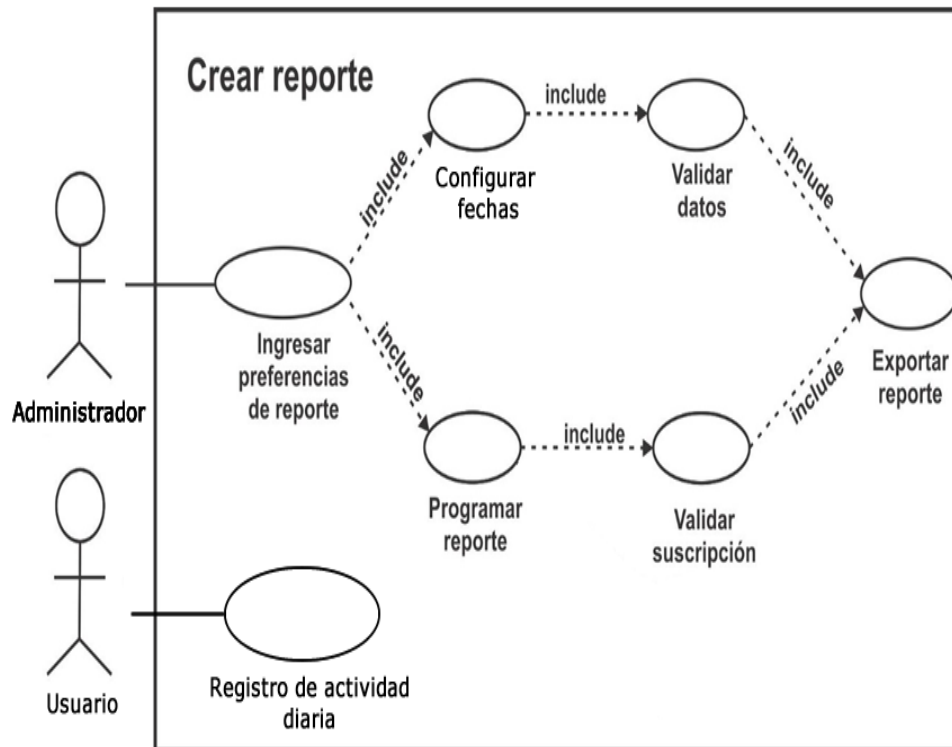 Crear reporte
include
include
Configurar
fechas
Validar
datos
include
include
Administrador
Ingresar
preferencias
de reporte
include
Exportar
reporte
include
include
Programar
reporte
Validar
suscripción
Usuario
Registro de actividad
diaria